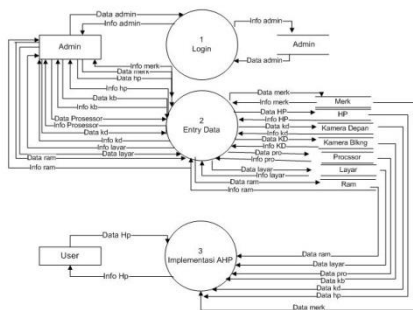 Data admin
Info admin
Admin
1
Login
Info admin
Data admin
Admin
Info merk
Data merk
Data hp
Info hp
Data kb
Info kb
Data Prosessor
Info Prosessor
Data kd
Info kd
Info layar
Data layar
Data ram
Info ram
2
Entry Data
Data merk
Info merk
Data HP
Info HP
Data kd
Info kd
Data KD
Info KD
Data pro
Info pro
Data layar
Info layar
Data ram
Info ram
Merk
HP
Kamera Depan
Kamera Blkng
Processor
Layar
Ram
User
Data Hp
Info Hp
3
Implementasi AHP
Data ram
Data layar
Data pro
Data kb
Data kd
Data hp
Data merk